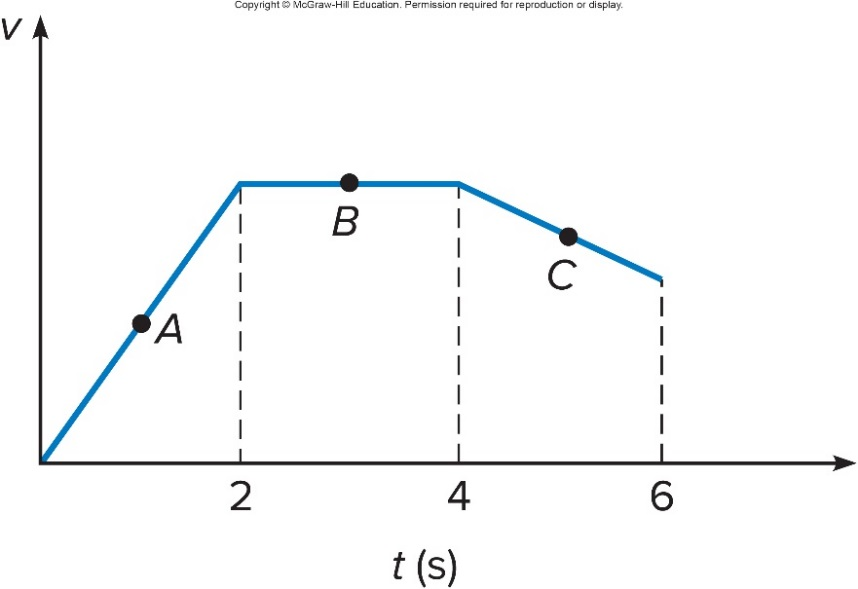 Copyright © McGraw-Hill Education. Permission required for reproduction or display.
v
B
C
A
2 4 6
t (s)